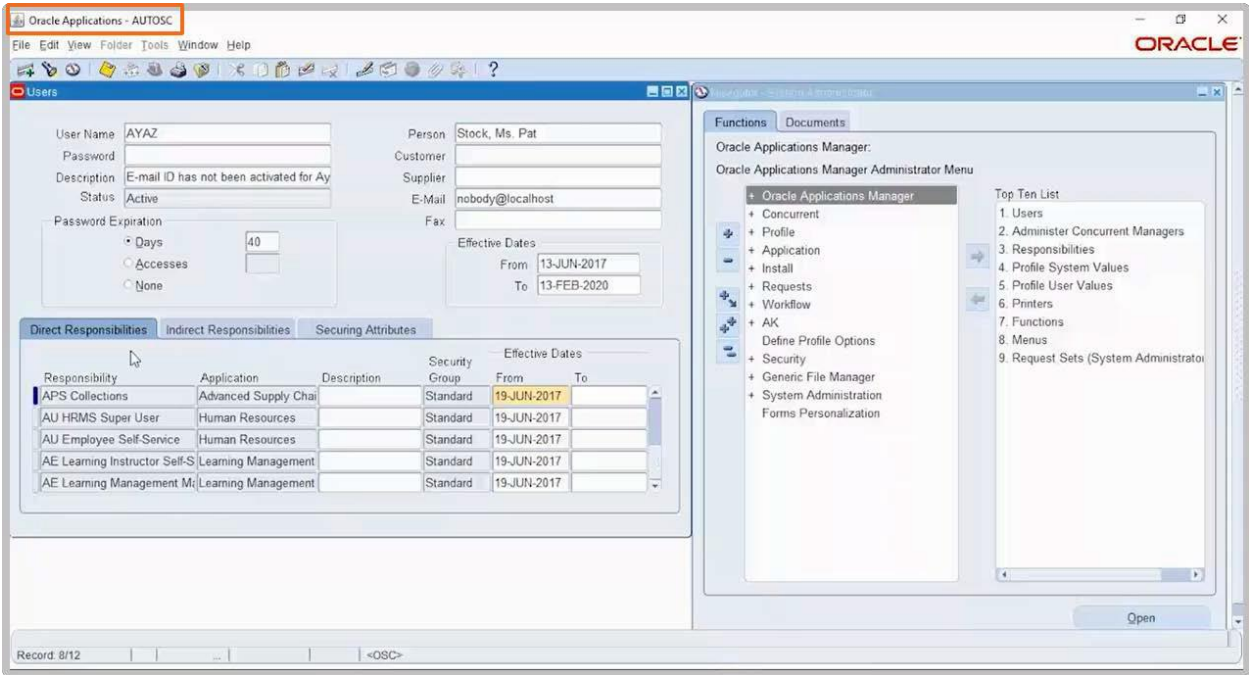 Oracle Applications - AUTOSC
File Edit View Folder Tools Window Help
ORACLE
Users
Navigator - System Administrator
User Name AYAZ
Password
Description E-mail ID has not been activated for Ay
Status Active
Person Stock, Ms. Pat
Customer
Supplier
E-Mail nobody@localhost
Fax
Password Expiration
Days 40
Accesses
None
Effective Dates
From 13-JUN-2017
To 13-FEB-2020
Direct Responsibilities Indirect Responsibilities Securing Attributes
Effective Dates
Responsibility Application Description Security Group From To
APS Collections Advanced Supply Chai Standard 19-JUN-2017
AU HRMS Super User Human Resources Standard 19-JUN-2017
AU Employee Self-Service Human Resources Standard 19-JUN-2017
AE Learning Instructor Self-S Learning Management Standard 19-JUN-2017
AE Learning Management Ma Learning Management Standard 19-JUN-2017
Functions Documents
Oracle Applications Manager:
Oracle Applications Manager Administrator Menu
+ Oracle Applications Manager
+ Concurrent
+ Profile
+ Application
+ Install
+ Requests
+ Workflow
+ AK
Define Profile Options
+ Security
+ Generic File Manager
+ System Administration
Forms Personalization
Top Ten List
1. Users
2. Administer Concurrent Managers
3. Responsibilities
4. Profile System Values
5. Profile User Values
6. Printers
7. Functions
8. Menus
9. Request Sets (System Administrato
Open
Record: 8/12 ... <OSC>